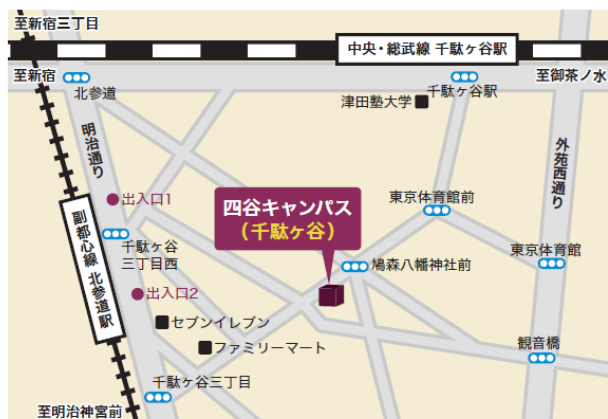 至新宿三丁目
中央・総武線 千駄ヶ谷駅
至新宿
至御茶ノ水
北参道
千駄ヶ谷駅
津田塾大学
明治通り
外苑西通り
出入口1
四谷キャンパス
（千駄ヶ谷）
東京体育館前
副都心線 北参道駅
千駄ヶ谷
三丁目西
東京体育館
鳩森八幡神社前
出入口2
セブンイレブン
ファミリーマート
観音橋
千駄ヶ谷三丁目
至明治神宮前